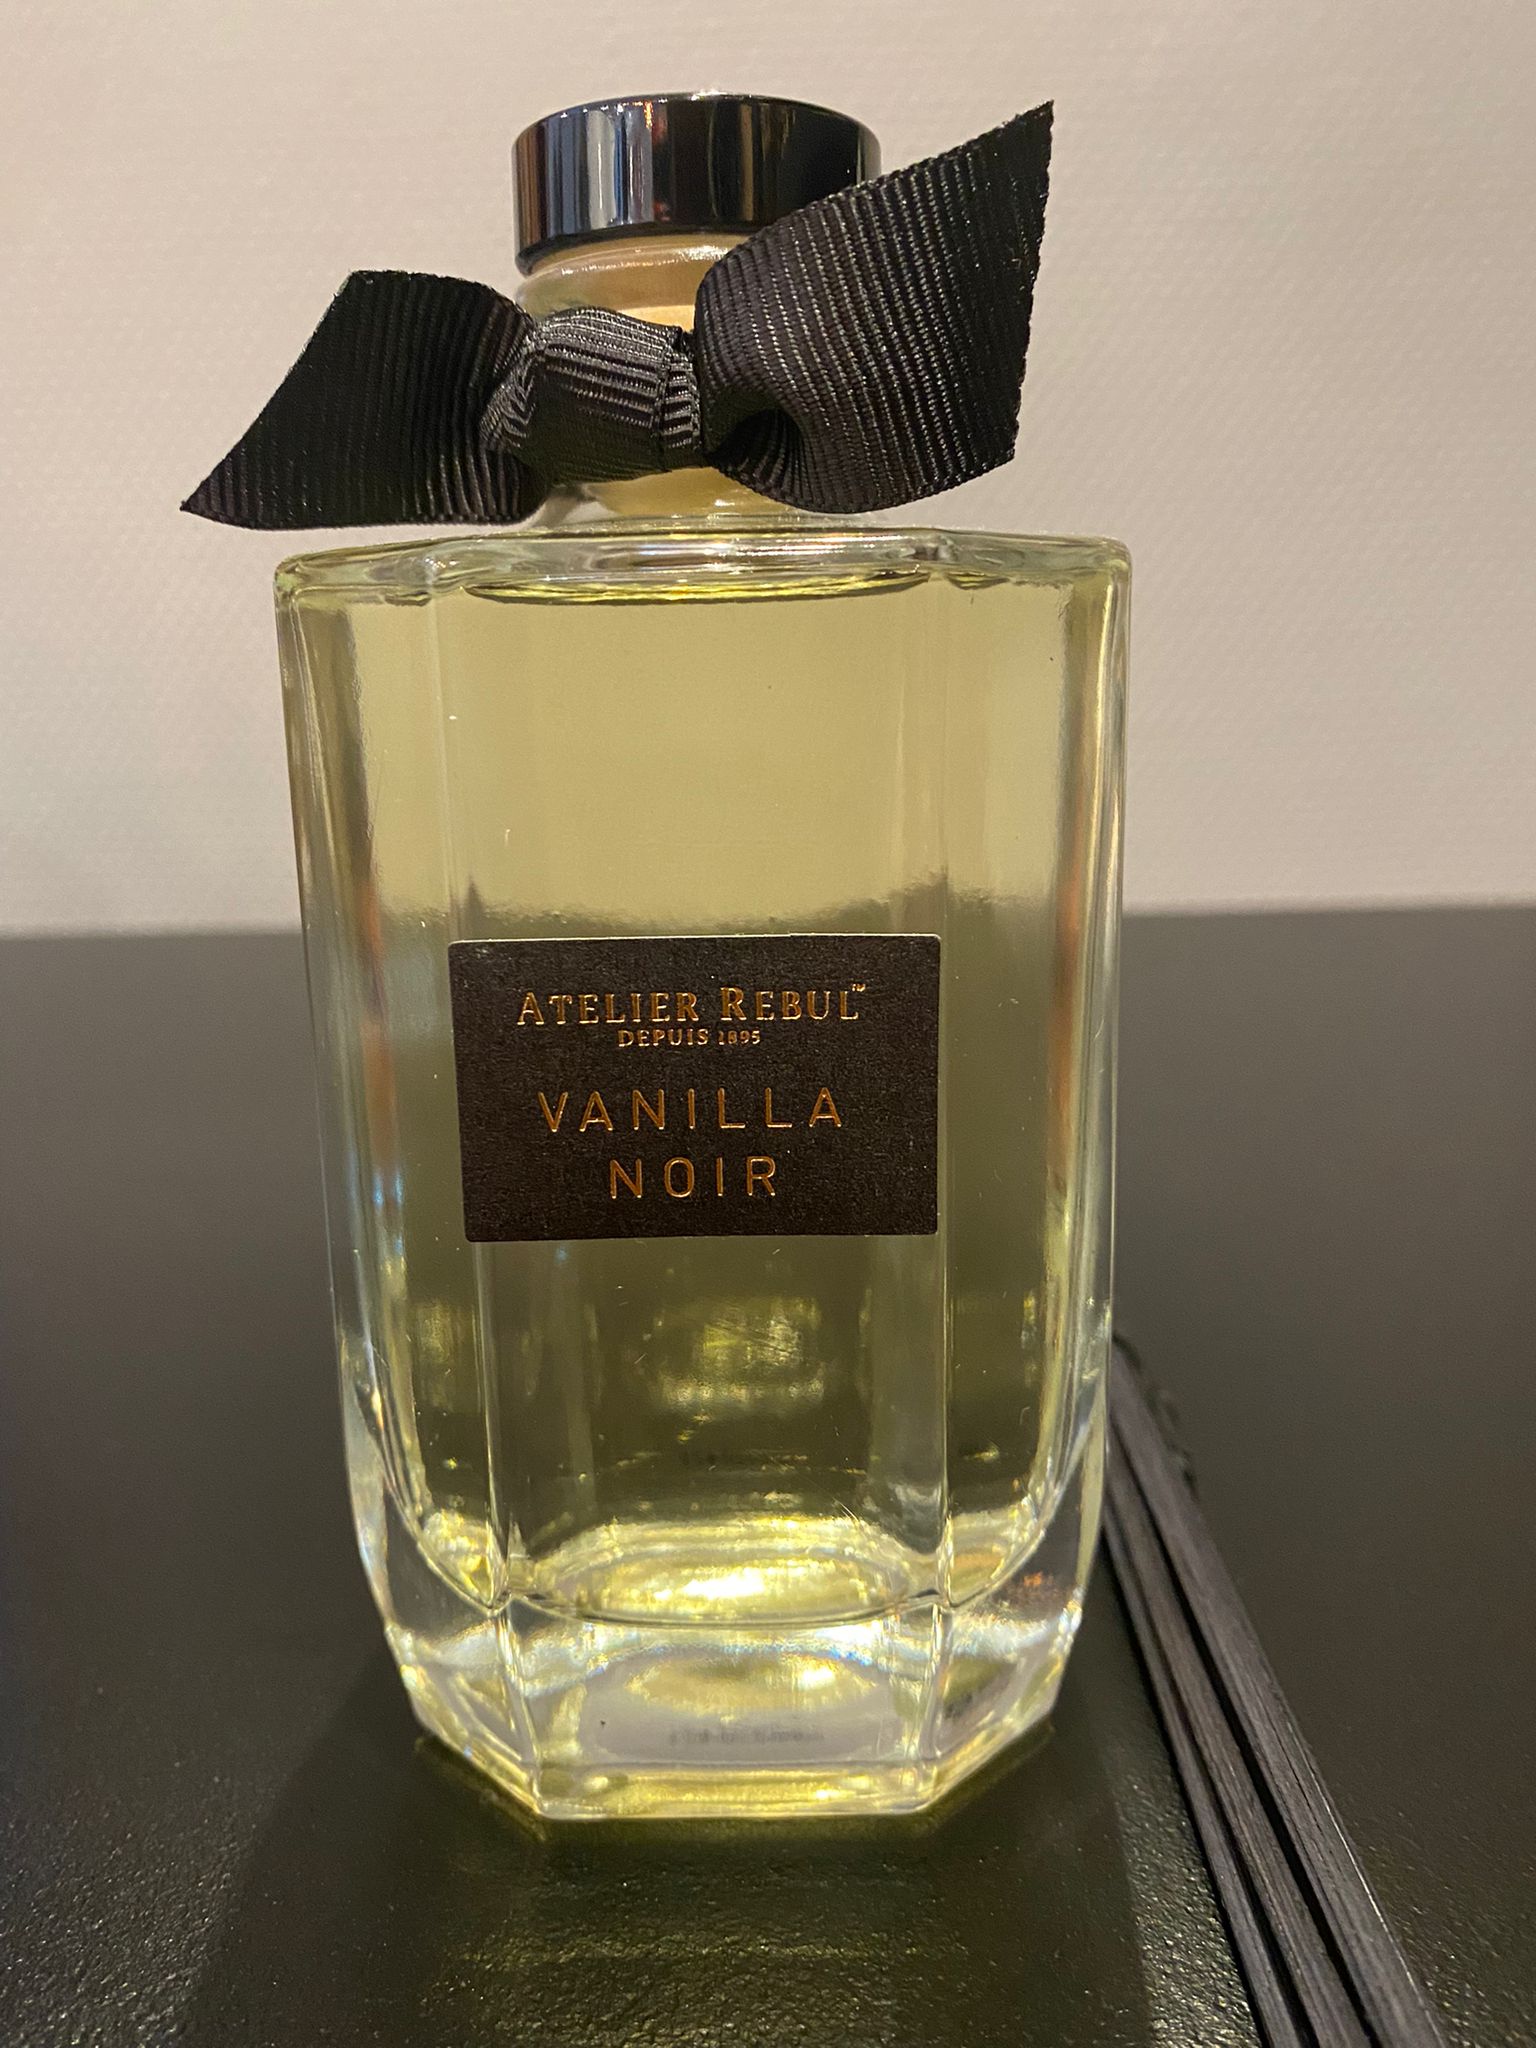 ATELIER REBUL™
DEPUIS 1895
VANILLA
NOIR